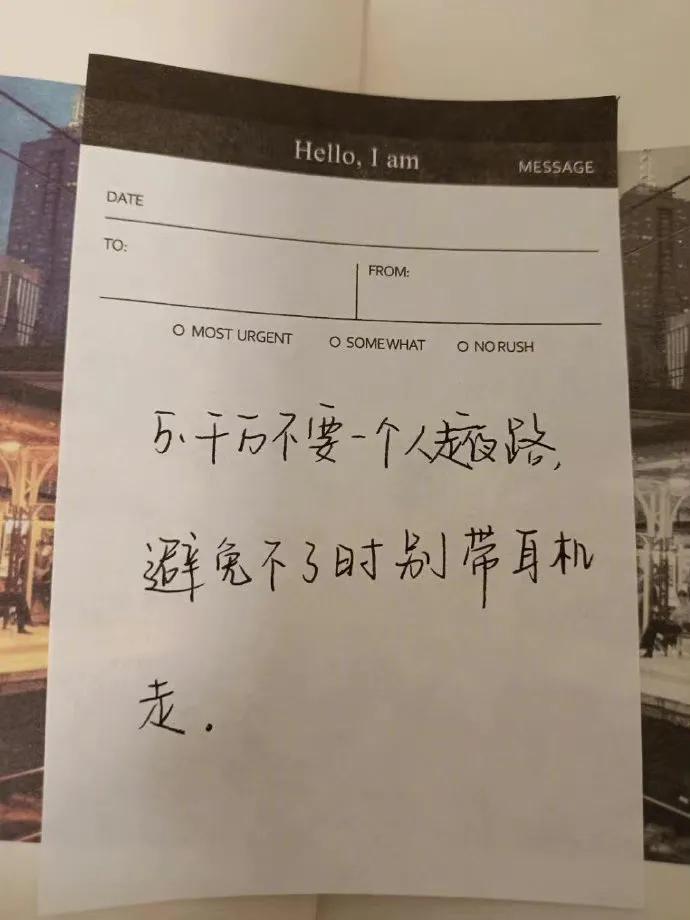 Hello, I am
MESSAGE
DATE
TO:
FROM:
O MOST URGENT O SOMEWHAT O NO RUSH
5. 千万不要一个人走夜路,
避免不了时别带耳机
走.